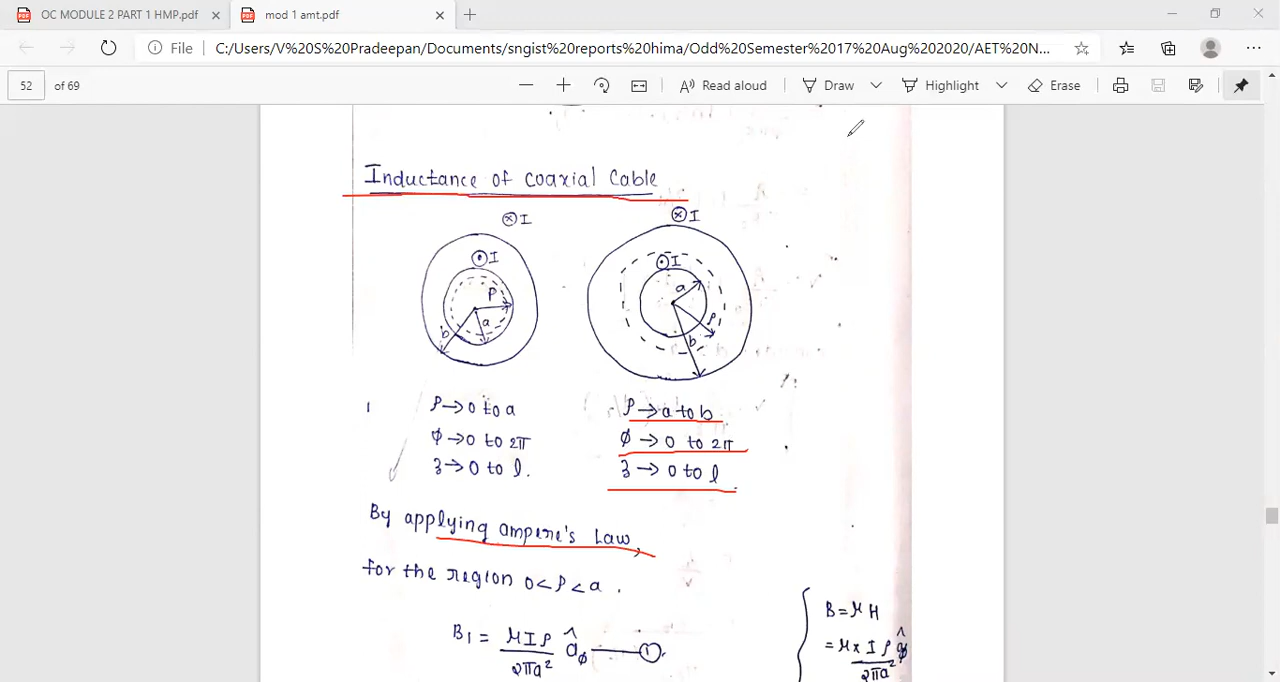 OC MODULE 2 PART 1 HMP.pdf
mod 1 amt.pdf
File
C:/Users/V%20S%20Pradeepan/Documents/sngist%20reports%20hima/Odd%20Semester%2017%20Aug%202020/AET%20N...
52 of 69
Read aloud
Draw
Highlight
Erase
Inductance of coaxial Cable
⊗I ⊗I
⊙I ⊙I
ρ a
a ρ
b b
ρ→0 to a ρ→a to b
ϕ→0 to 2π ϕ→0 to 2π
z→0 to l. z→0 to l.
By applying ampere's Law,
for the region 0<ρ<a.
B1 = μIρ/2πa² âϕ —— ①
B = μH
= μ x Iρ/2πa² âϕ